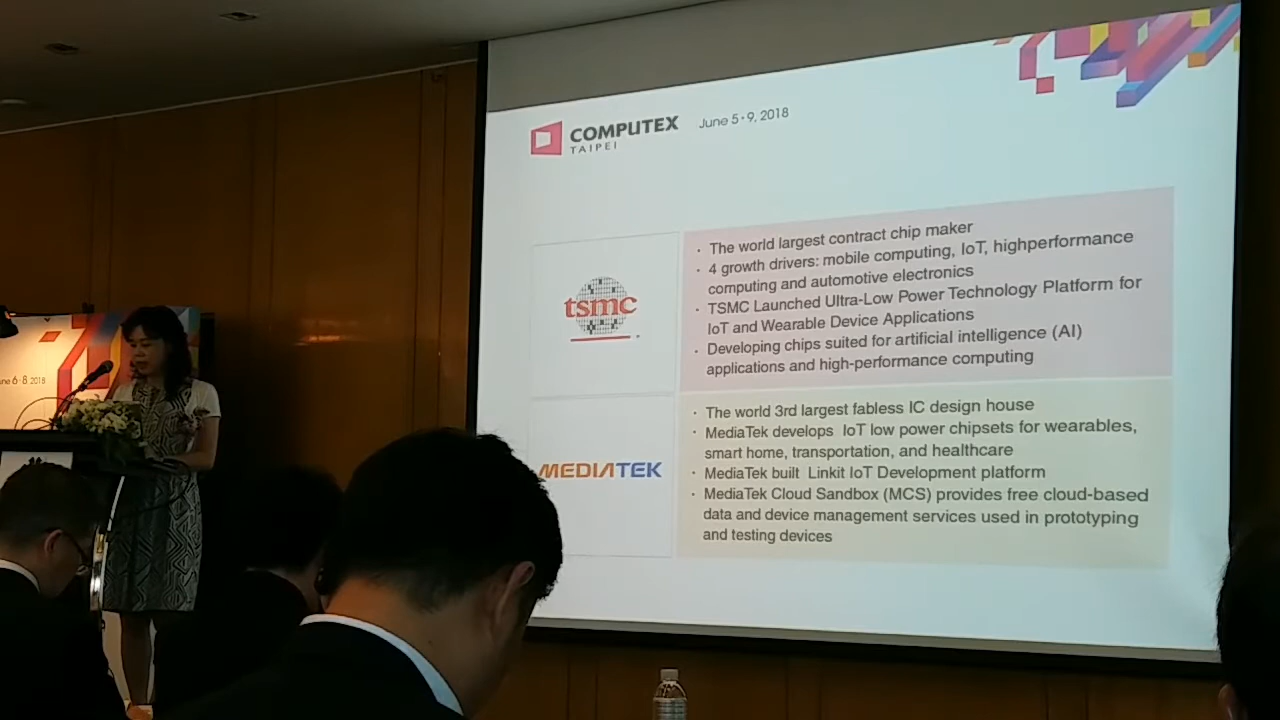 COMPUTEX
TAIPEI
June 5•9, 2018
tsmc
· The world largest contract chip maker
· 4 growth drivers: mobile computing, IoT, highperformance
computing and automotive electronics
· TSMC Launched Ultra-Low Power Technology Platform for
IoT and Wearable Device Applications
· Developing chips suited for artificial intelligence (AI)
applications and high-performance computing
MEDIATEK
· The world 3rd largest fabless IC design house
· MediaTek develops IoT low power chipsets for wearables,
smart home, transportation, and healthcare
· MediaTek built Linkit IoT Development platform
· MediaTek Cloud Sandbox (MCS) provides free cloud-based
data and device management services used in prototyping
and testing devices
une 6•8, 2018